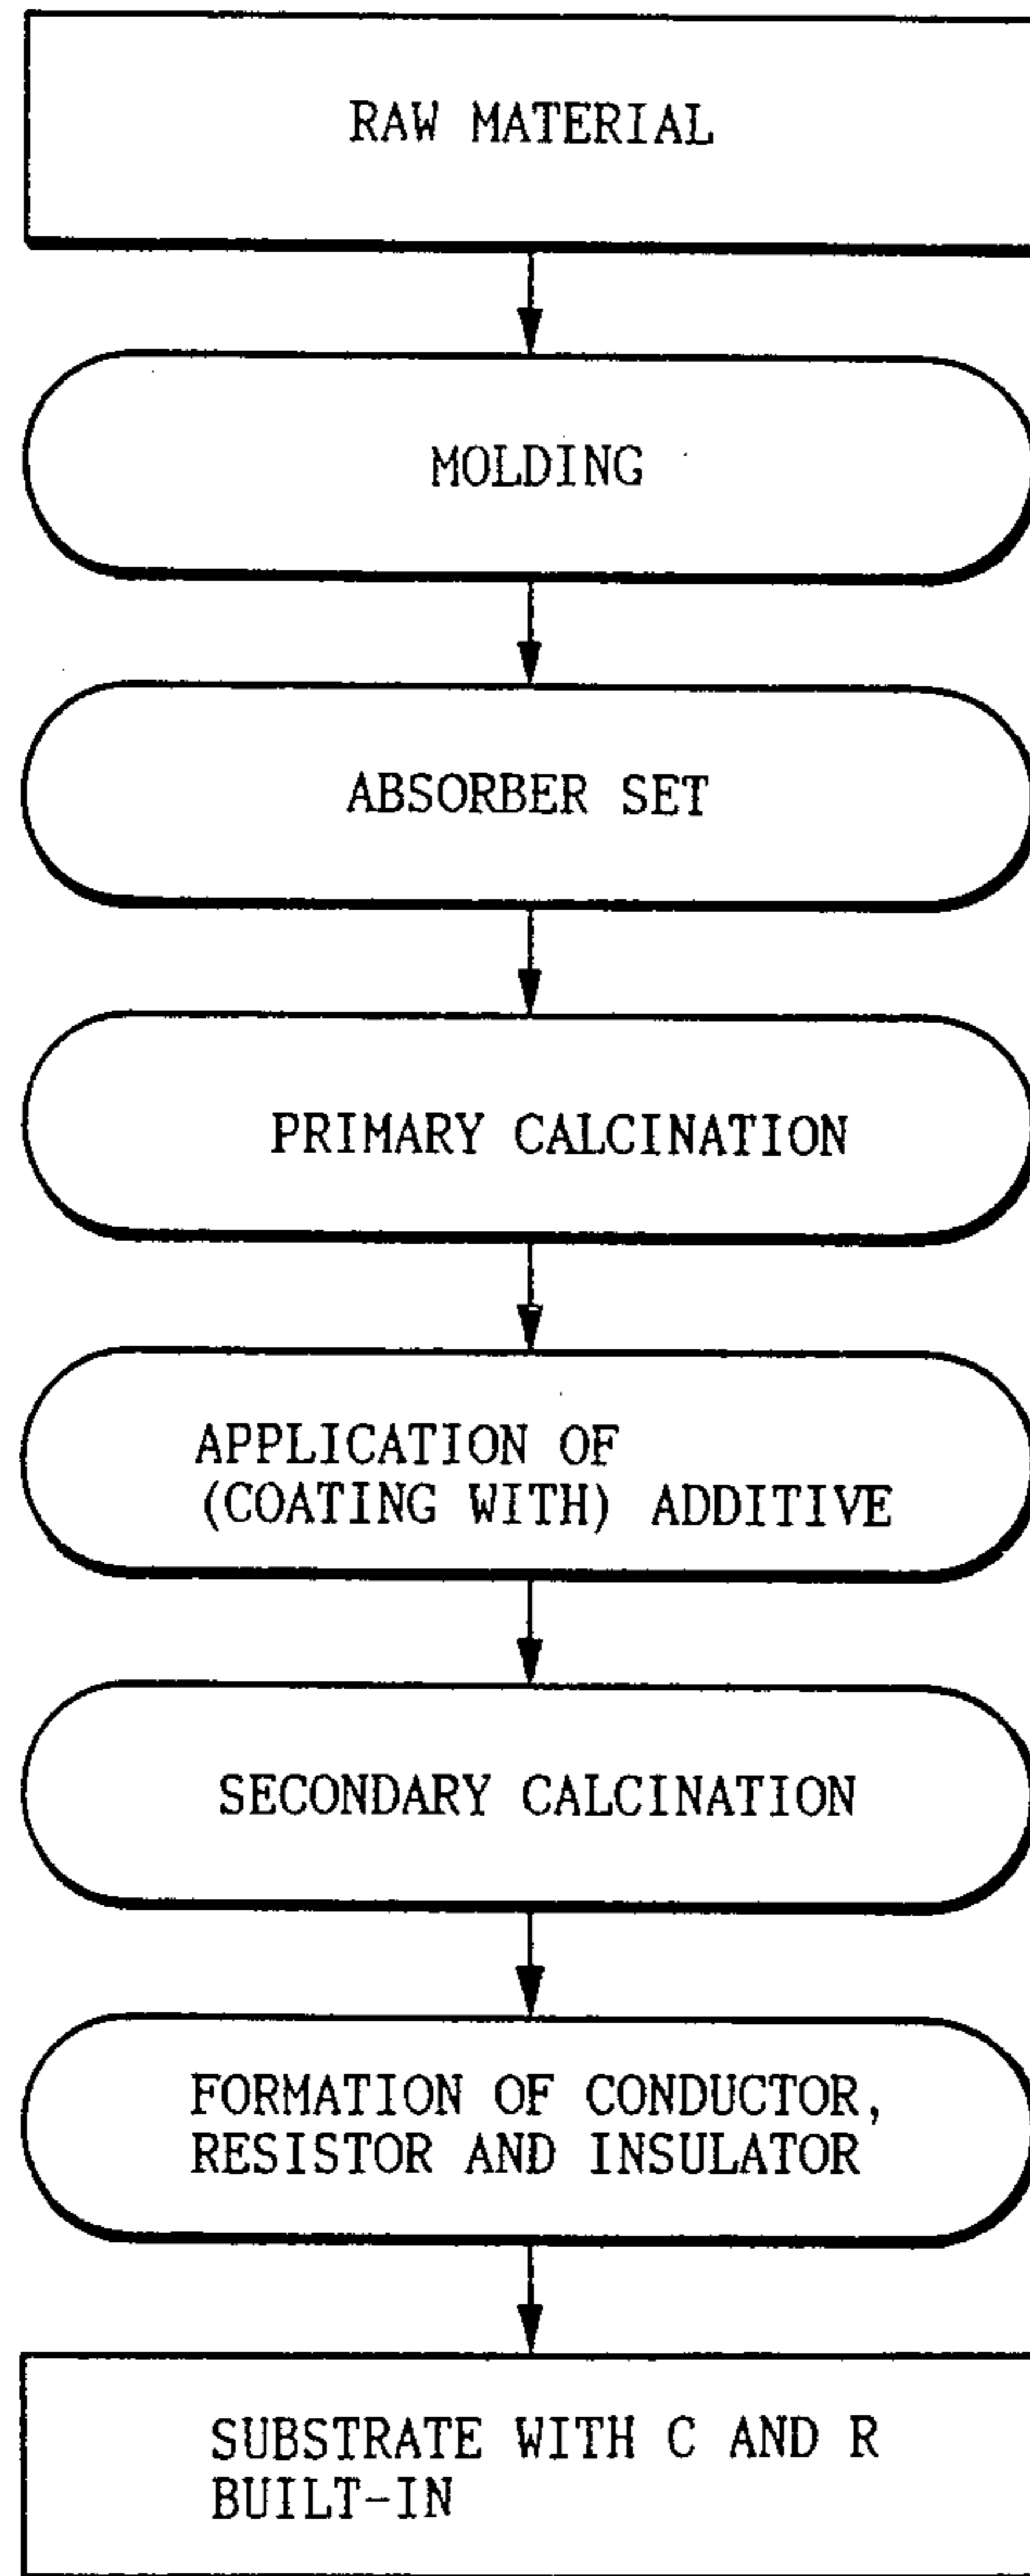 RAW MATERIAL
MOLDING
ABSORBER SET
PRIMARY CALCINATION
APPLICATION OF
(COATING WITH) ADDITIVE
SECONDARY CALCINATION
FORMATION OF CONDUCTOR,
RESISTOR AND INSULATOR
SUBSTRATE WITH C AND R
BUILT-IN